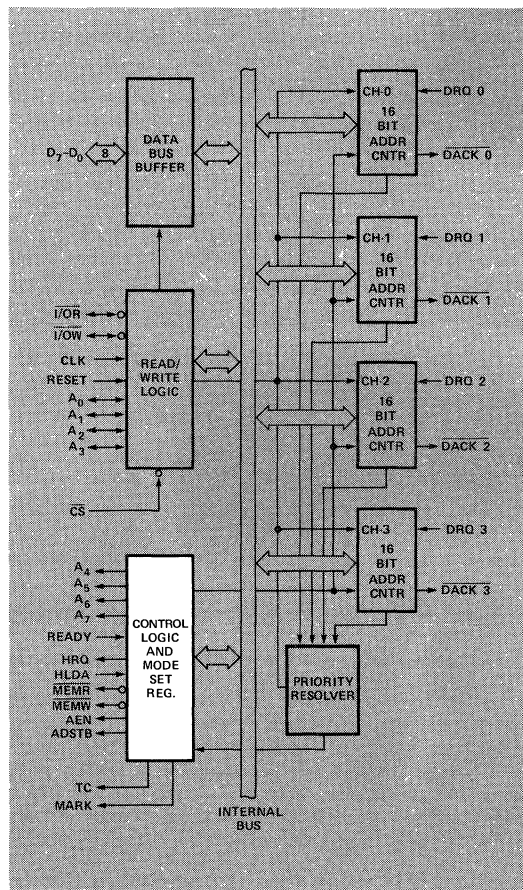 DATA
BUS
BUFFER
D7-D0
8
I/OR
I/OW
CLK
RESET
A0
A1
A2
A3
READ/
WRITE
LOGIC
CS
A4
A5
A6
A7
READY
HRQ
HLDA
MEMR
MEMW
AEN
ADSTB
TC
MARK
CONTROL
LOGIC
AND
MODE
SET
REG.
INTERNAL
BUS
CH-0
16
BIT
ADDR
CNTR
DRQ 0
DACK 0
CH-1
16
BIT
ADDR
CNTR
DRQ 1
DACK 1
CH-2
16
BIT
ADDR
CNTR
DRQ 2
DACK 2
CH-3
16
BIT
ADDR
CNTR
DRQ 3
DACK 3
PRIORITY
RESOLVER